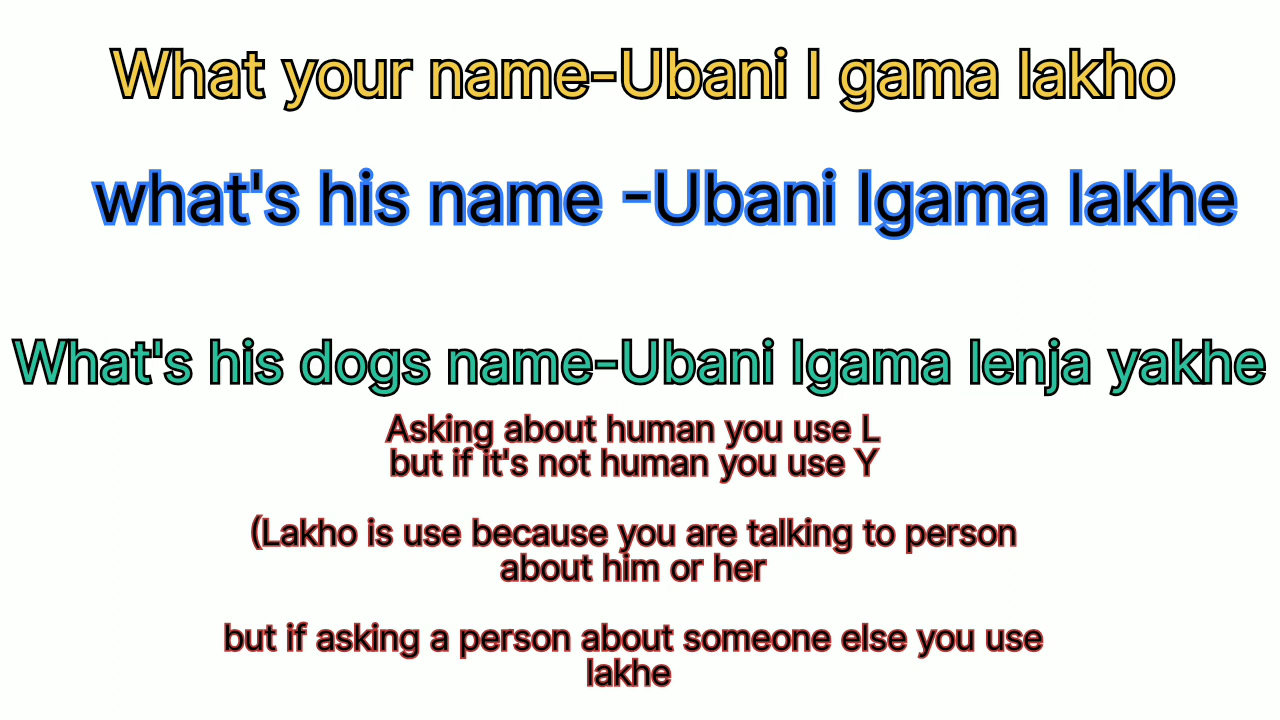 What your name-Ubani I gama lakho
what's his name -Ubani Igama lakhe
What's his dogs name-Ubani Igama lenja yakhe
Asking about human you use L
but if it's not human you use Y
(Lakho is use because you are talking to person
about him or her
but if asking a person about someone else you use
lakhe